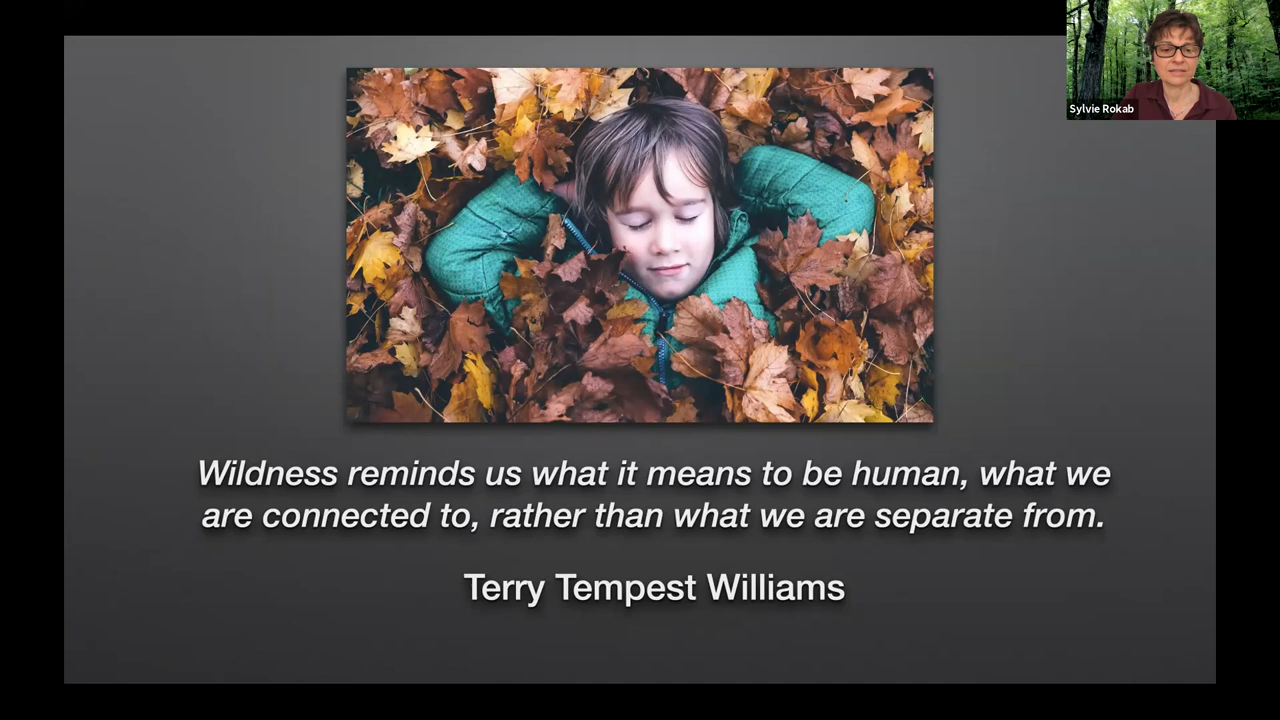 Sylvie Rokab
Wildness reminds us what it means to be human, what we
are connected to, rather than what we are separate from.
Terry Tempest Williams